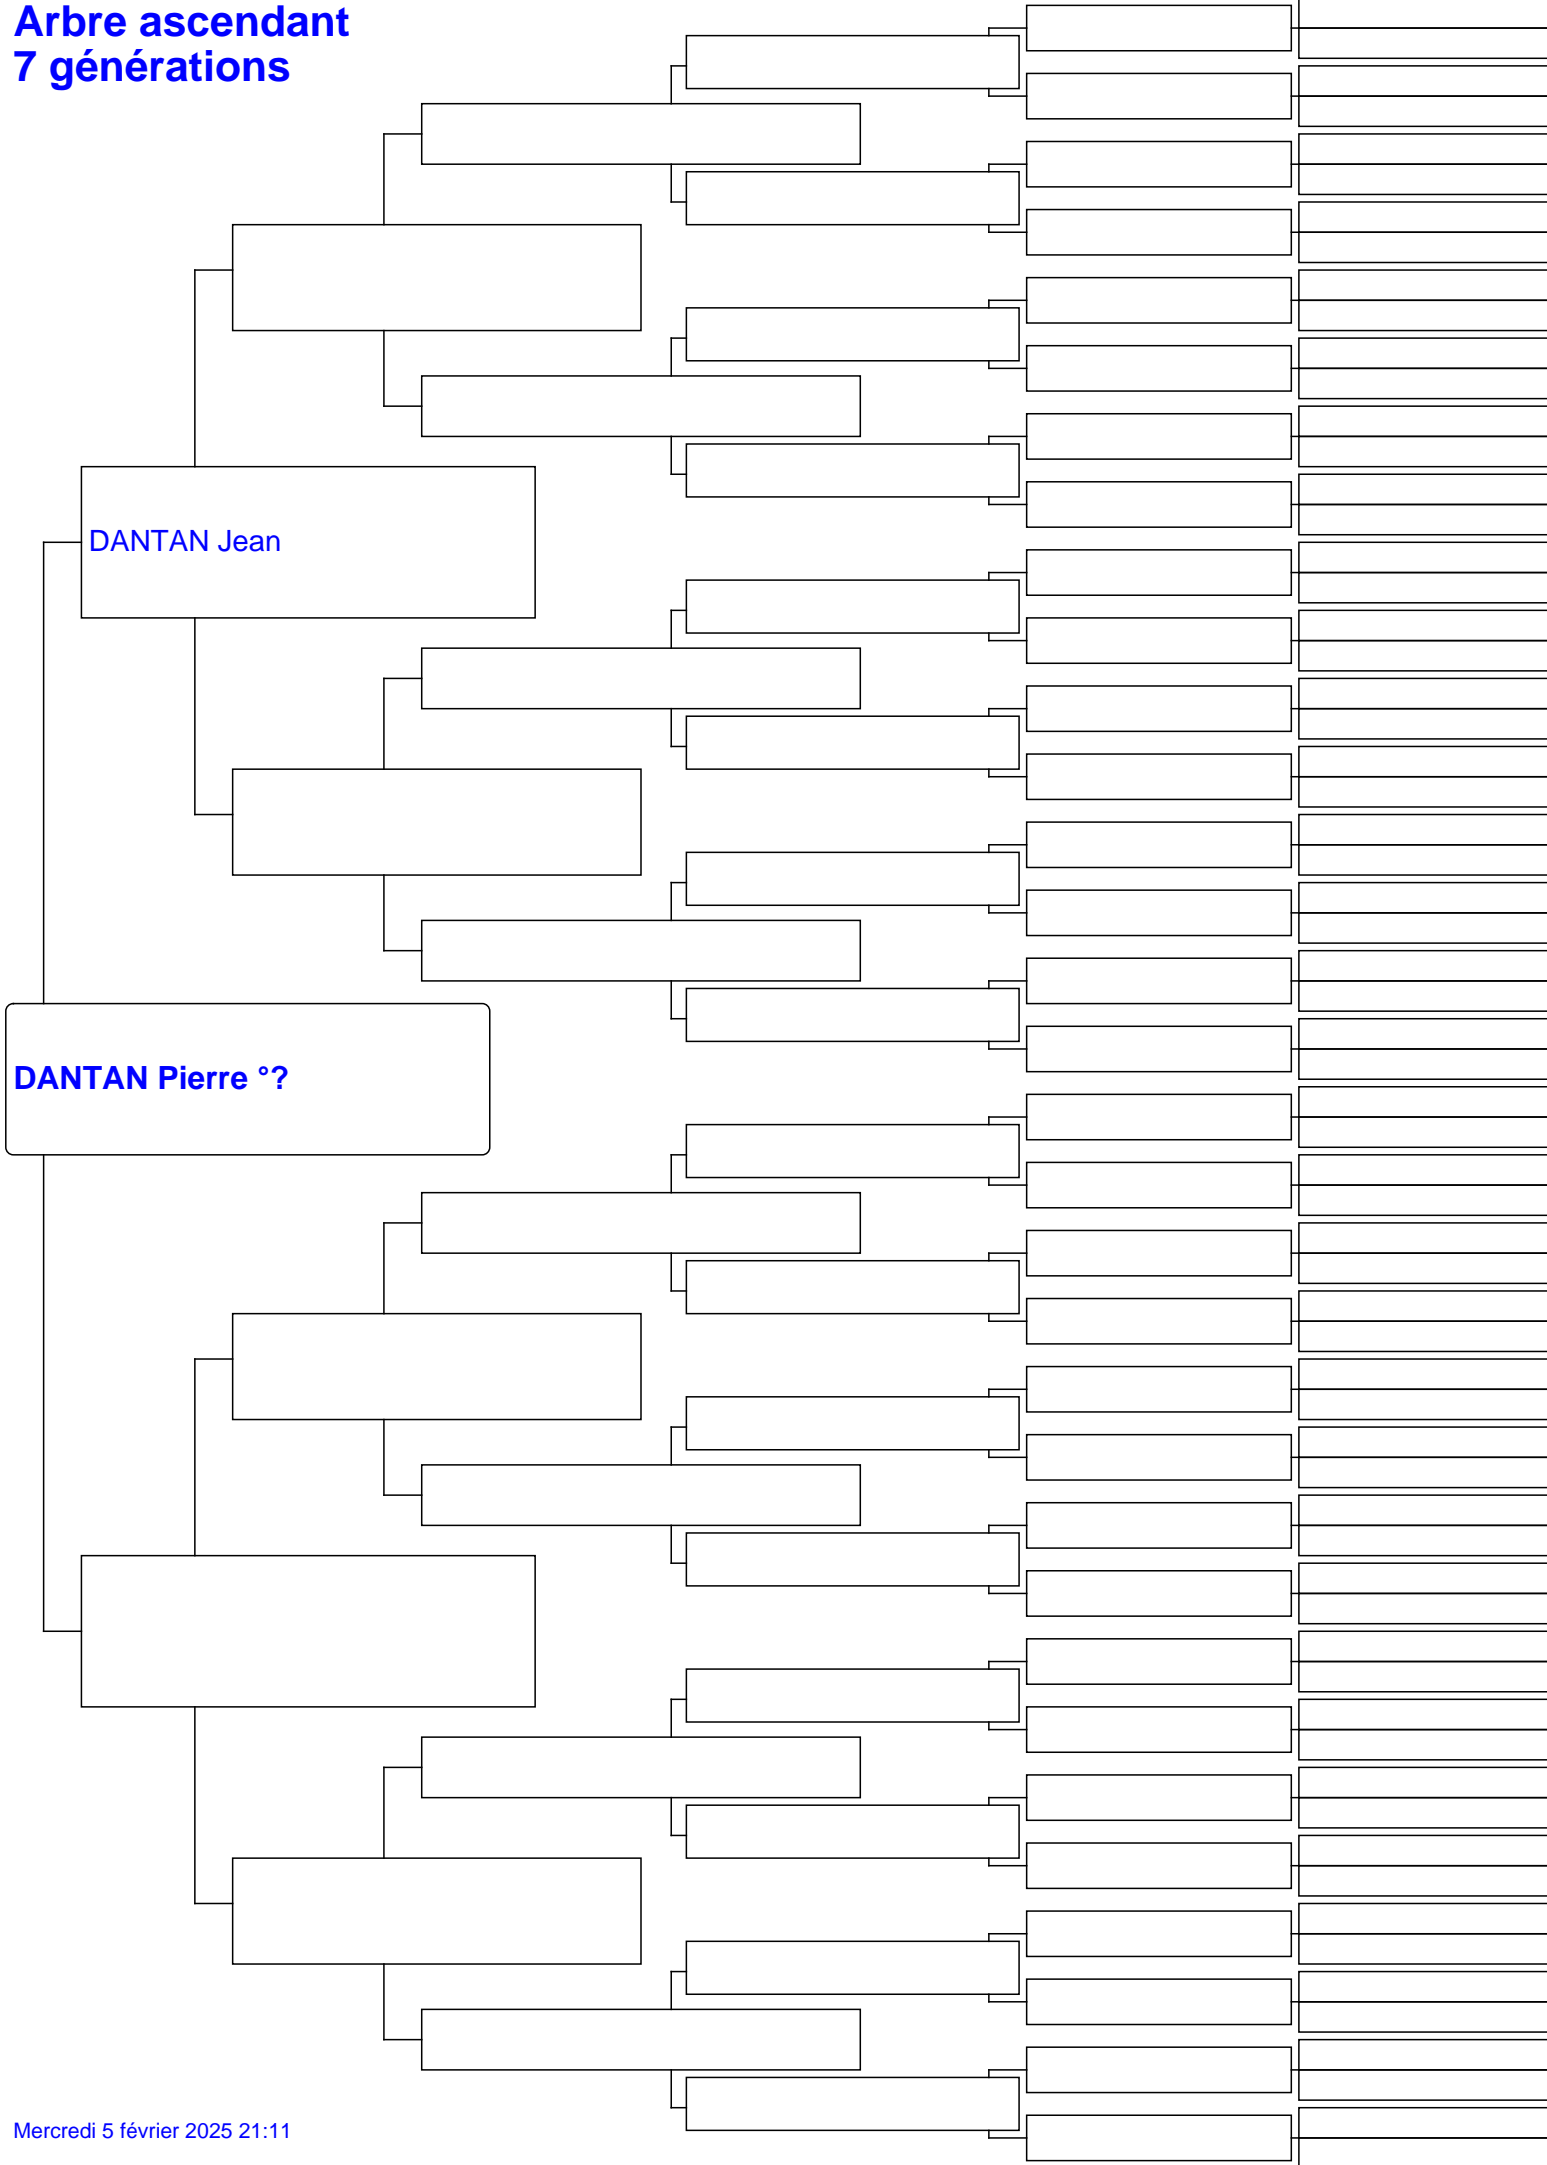 Arbre ascendant
7 générations
DANTAN Jean
DANTAN Pierre °?
Mercredi 5 février 2025 21:11